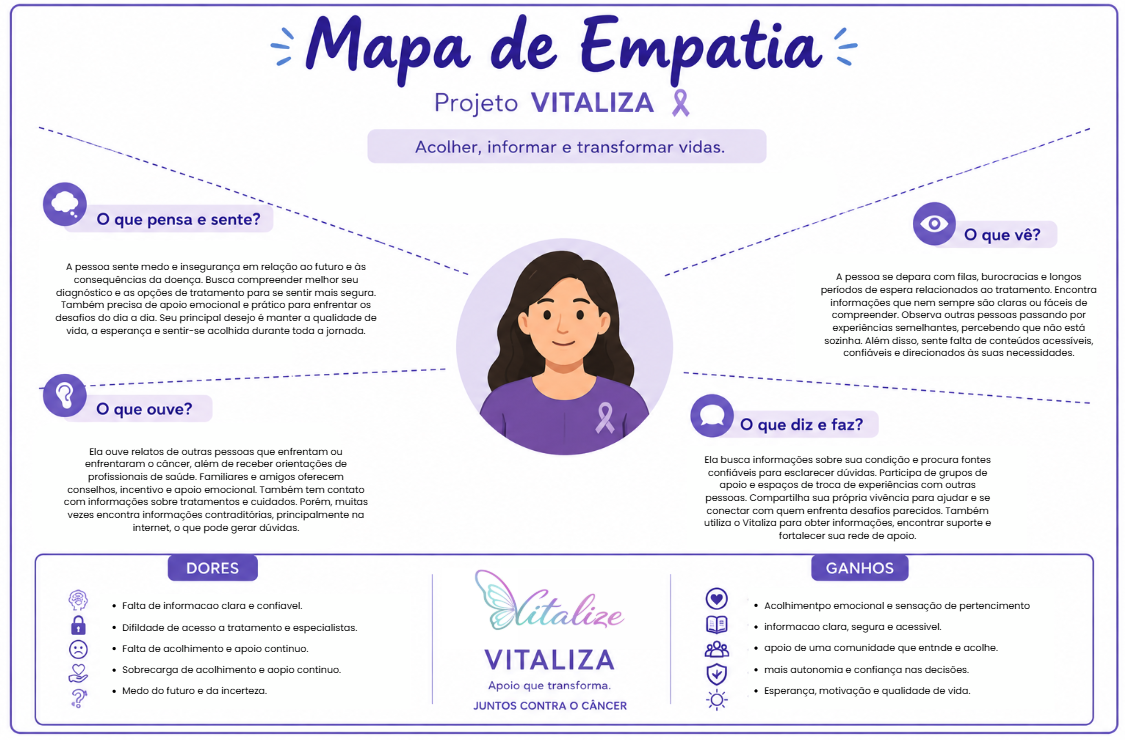 Mapa de Empatia
Projeto VITALIZA
Acolher, informar e transformar vidas.
O que pensa e sente?
A pessoa sente medo e insegurança em relação ao futuro e às
consequências da doença. Busca compreender melhor seu
diagnóstico e as opções de tratamento para se sentir mais segura.
Também precisa de apoio emocional e prático para enfrentar os
desafios do dia a dia. Seu principal desejo é manter a qualidade de
vida, a esperança e sentir-se acolhida durante toda a jornada.
O que vê?
A pessoa se depara com filas, burocracias e longos
períodos de espera relacionados ao tratamento. Encontra
informações que nem sempre são claras ou fáceis de
compreender. Observa outras pessoas passando por
experiências semelhantes, percebendo que não está
sozinha. Além disso, sente falta de conteúdos acessíveis,
confiáveis e direcionados às suas necessidades.
O que ouve?
Ela ouve relatos de outras pessoas que enfrentam ou
enfrentaram o câncer, além de receber orientações de
profissionais de saúde. Familiares e amigos oferecem
conselhos, incentivo e apoio emocional. Também tem contato
com informações sobre tratamentos e cuidados. Porém, muitas
vezes encontra informações contraditórias, principalmente na
internet, o que pode gerar dúvidas.
O que diz e faz?
Ela busca informações sobre sua condição e procura fontes
confiáveis para esclarecer dúvidas. Participa de grupos de
apoio e espaços de troca de experiências com outras
pessoas. Compartilha sua própria vivência para ajudar e se
conectar com quem enfrenta desafios parecidos. Também
utiliza o Vitaliza para obter informações, encontrar suporte e
fortalecer sua rede de apoio.
DORES
• Falta de informacao clara e confiavel.
• Difildade de acesso a tratamento e especialistas.
• Falta de acolhimento e apoio continuo.
• Sobrecarga de acolhimento e aopio continuo.
• Medo do futuro e da incerteza.
Vitalize
VITALIZA
Apoio que transforma.
JUNTOS CONTRA O CÂNCER
GANHOS
• Acolhimentpo emocional e sensação de pertencimento
• informacao clara, segura e acessivel.
• apoio de uma comunidade que entnde e acolhe.
• mais autonomia e confiança nas decisões.
• Esperança, motivação e qualidade de vida.